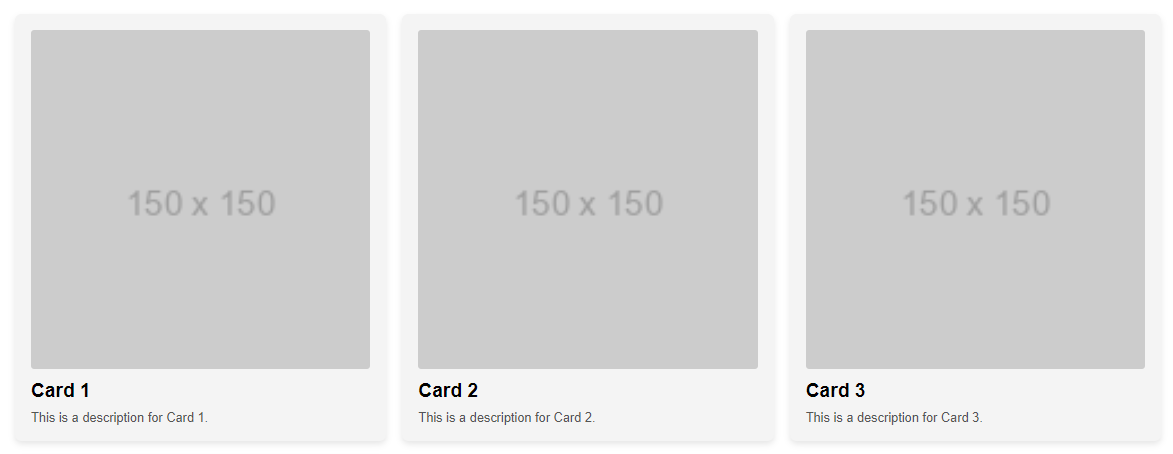 150 x 150
150 x 150
150 x 150
Card 1
This is a description for Card 1.
Card 2
This is a description for Card 2.
Card 3
This is a description for Card 3.